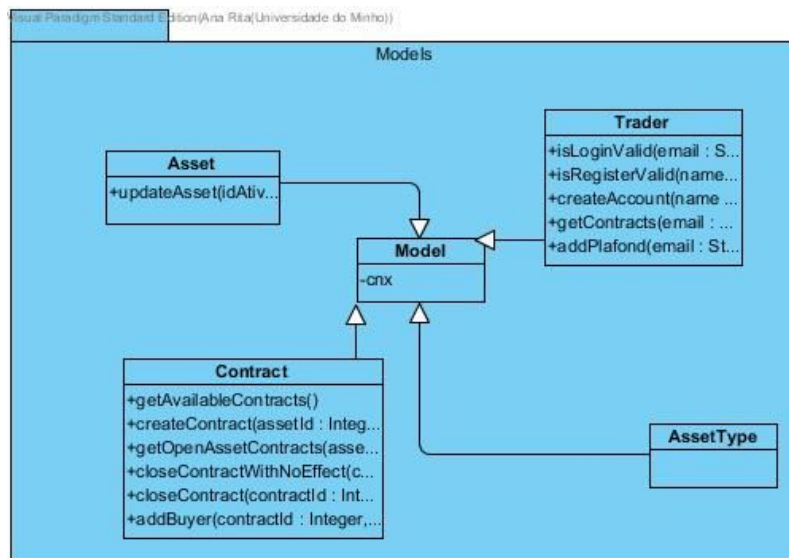 Visual Paradigm Standard Edition(Ana Rita(Universidade do Minho))
Models
Trader
+isLoginValid(email : S...
+isRegisterValid(name...
+createAccount(name ...
+getContracts(email : ...
+addPlafond(email : St...
Asset
+updateAsset(idAtiv...
Model
-cnx
Contract
+getAvailableContracts()
+createContract(assetId : Integ...
+getOpenAssetContracts(asse...
+closeContractWithNoEffect(c...
+closeContract(contractId : Int...
+addBuyer(contractId : Integer,...
AssetType